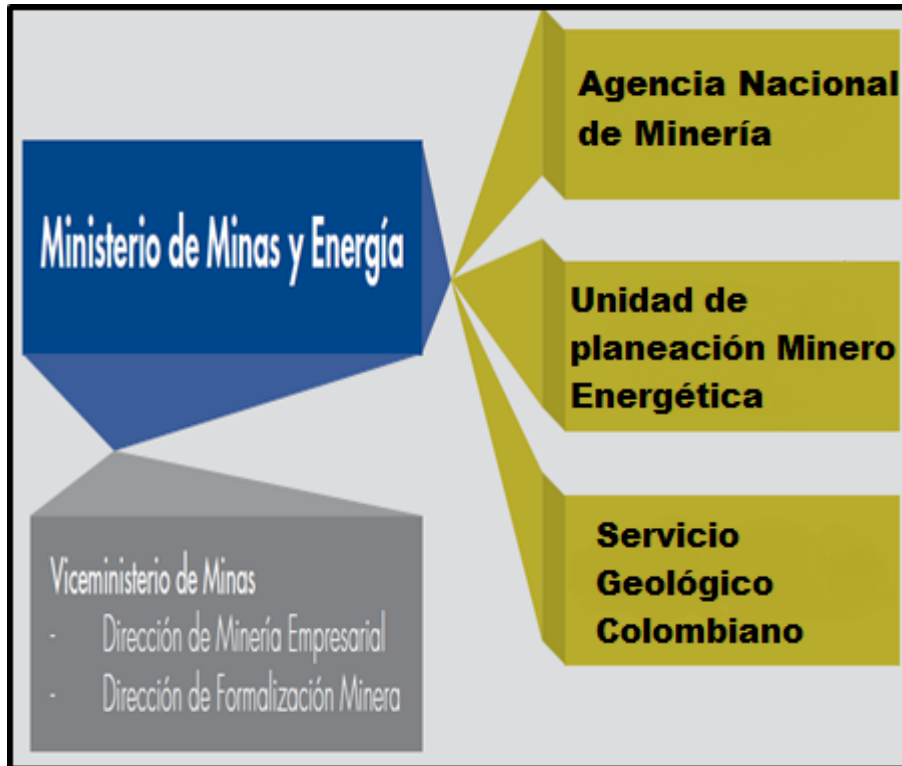 Ministerio de Minas y Energía
Viceministerio de Minas
- Dirección de Minería Empresarial
- Dirección de Formalización Minera
Agencia Nacional
de Minería
Unidad de
planeación Minero
Energética
Servicio
Geológico
Colombiano